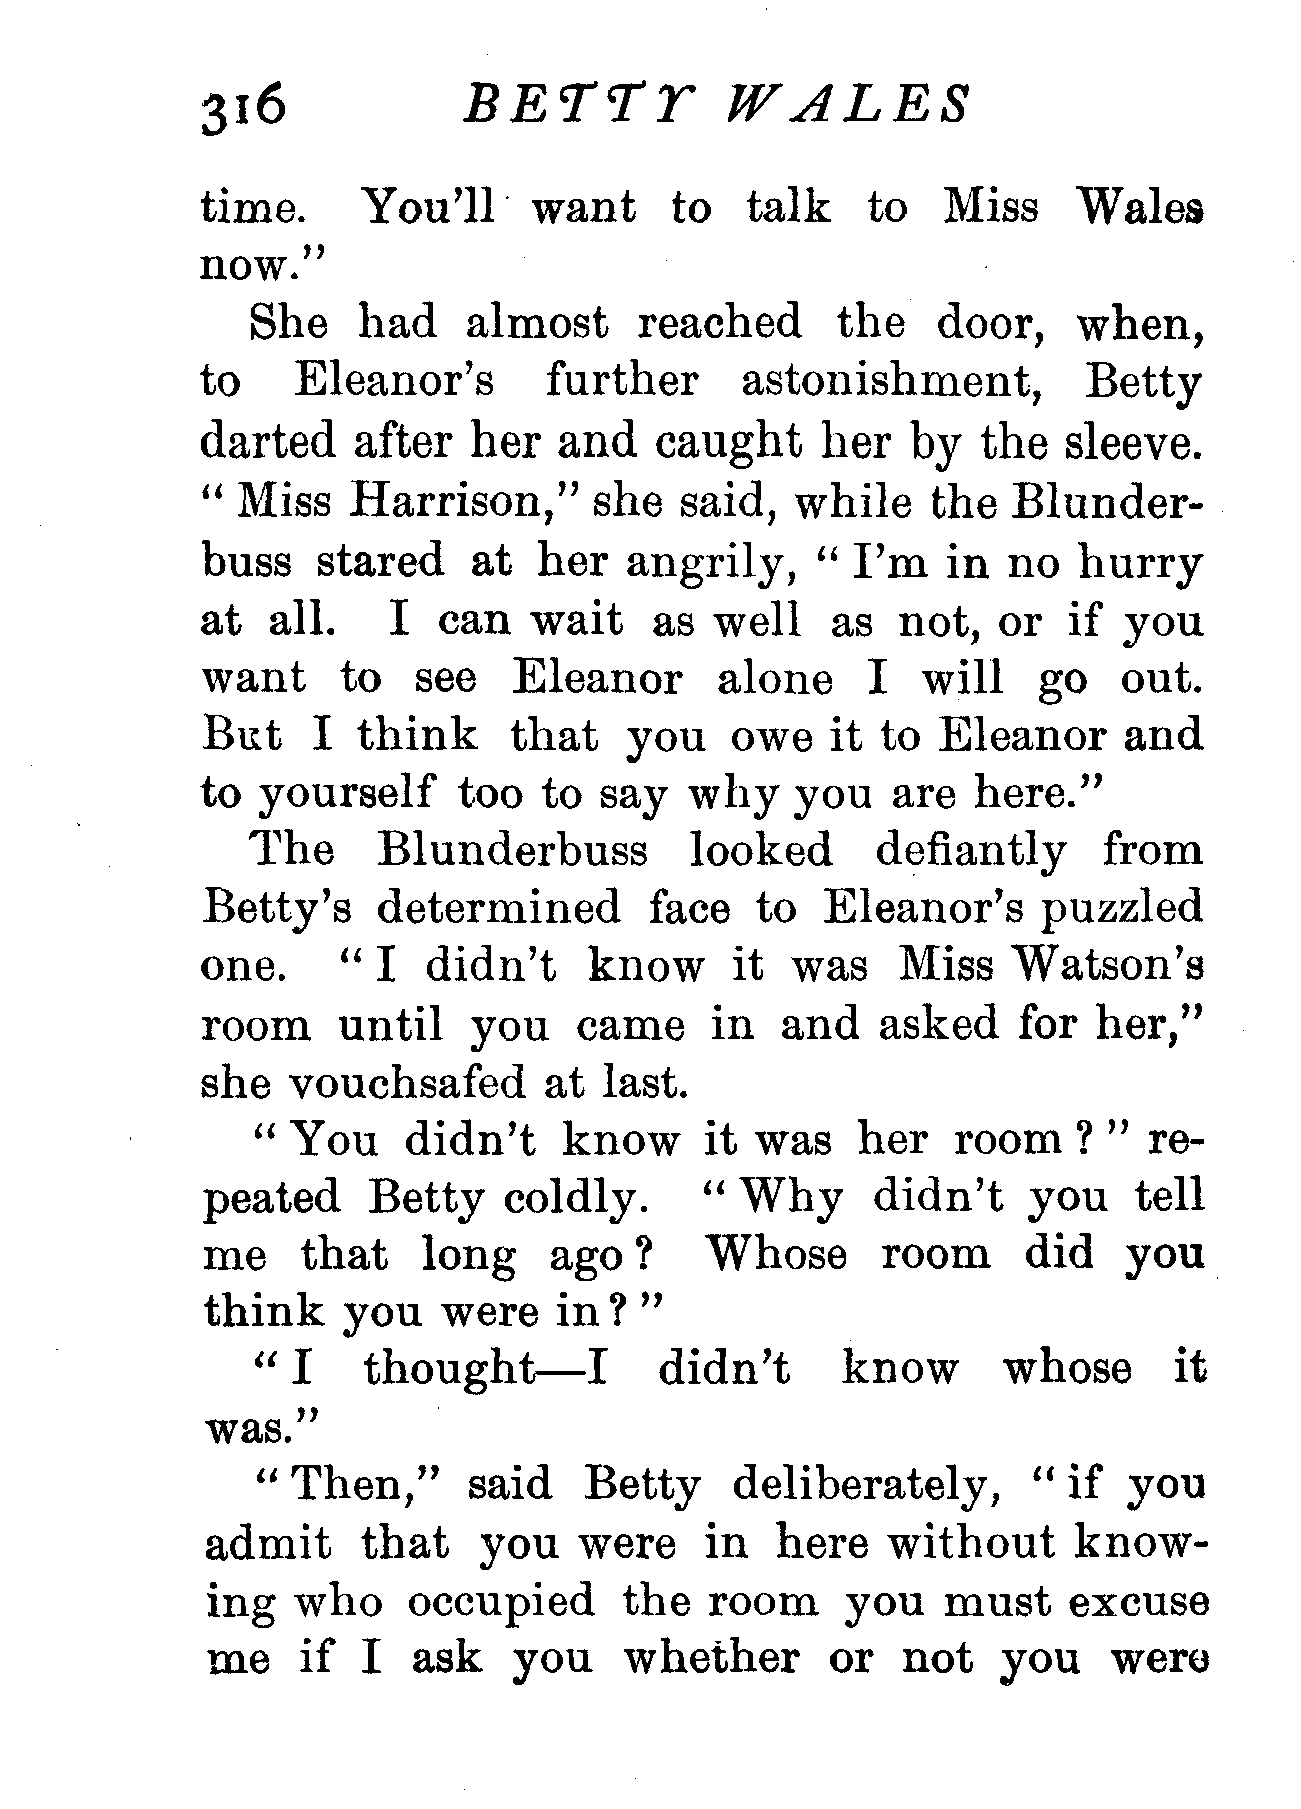 316 BETTY WALES
time. You'll want to talk to Miss Wales
now."
She had almost reached the door, when,
to Eleanor's further astonishment, Betty
darted after her and caught her by the sleeve.
" Miss Harrison," she said, while the Blunder-
buss stared at her angrily, " I'm in no hurry
at all. I can wait as well as not, or if you
want to see Eleanor alone I will go out.
But I think that you owe it to Eleanor and
to yourself too to say why you are here."
The Blunderbuss looked defiantly from
Betty's determined face to Eleanor's puzzled
one. " I didn't know it was Miss Watson's
room until you came in and asked for her,"
she vouchsafed at last.
" You didn't know it was her room ? " re-
peated Betty coldly. " Why didn't you tell
me that long ago ? Whose room did you
think you were in ? "
" I thought—I didn't know whose it
was."
" Then," said Betty deliberately, " if you
admit that you were in here without know-
ing who occupied the room you must excuse
me if I ask you whether or not you were